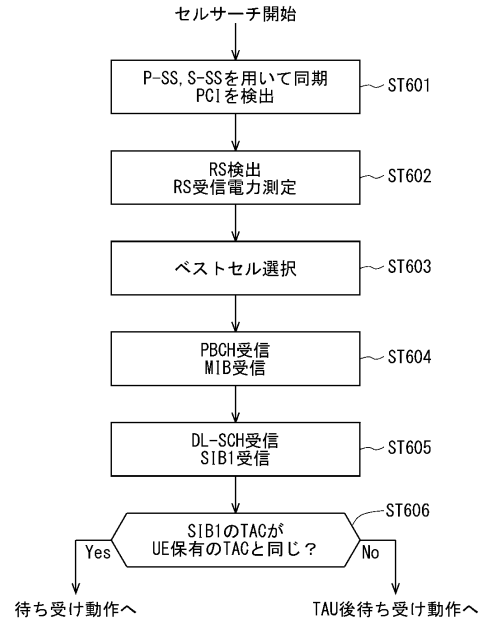 セルサーチ開始
P-SS,S-SSを用いて同期
PCIを検出
ST601
RS検出
RS受信電力測定
ST602
ベストセル選択
ST603
PBCH受信
MIB受信
ST604
DL-SCH受信
SIB1受信
ST605
ST606
SIB1のTACが
UE保有のTACと同じ？
Yes
No
待ち受け動作へ
TAU後待ち受け動作へ